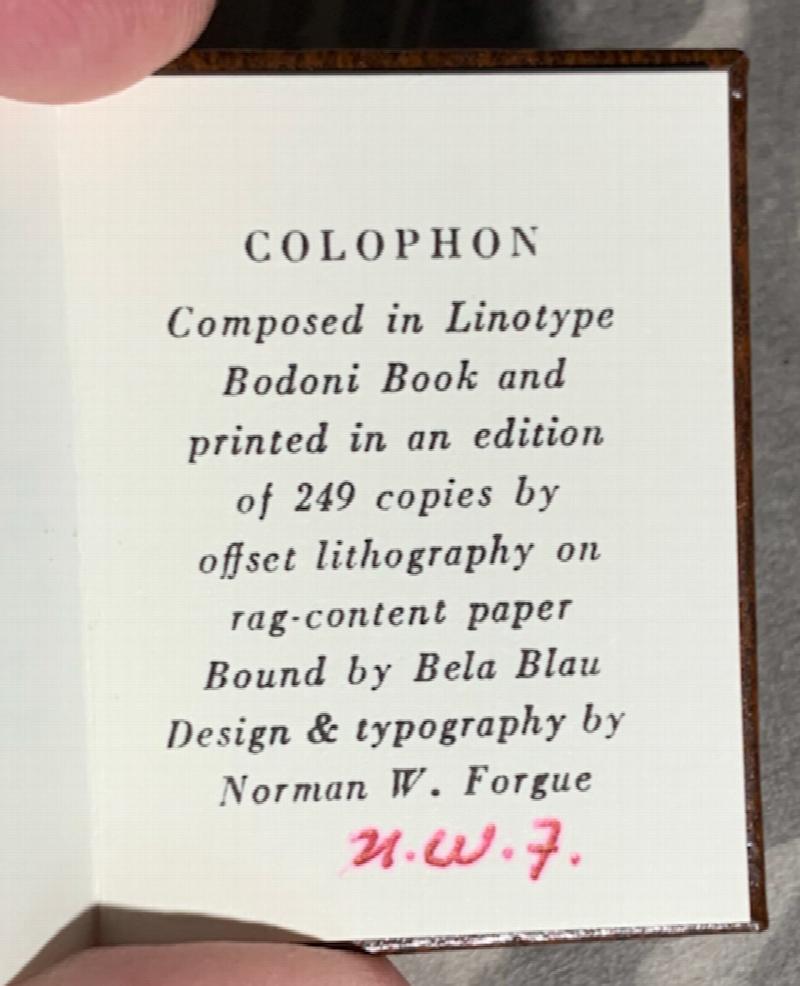 COLOPHON
Composed in Linotype
Bodoni Book and
printed in an edition
of 249 copies by
offset lithography on
rag-content paper
Bound by Bela Blau
Design & typography by
Norman W. Forgue
N.W.F.